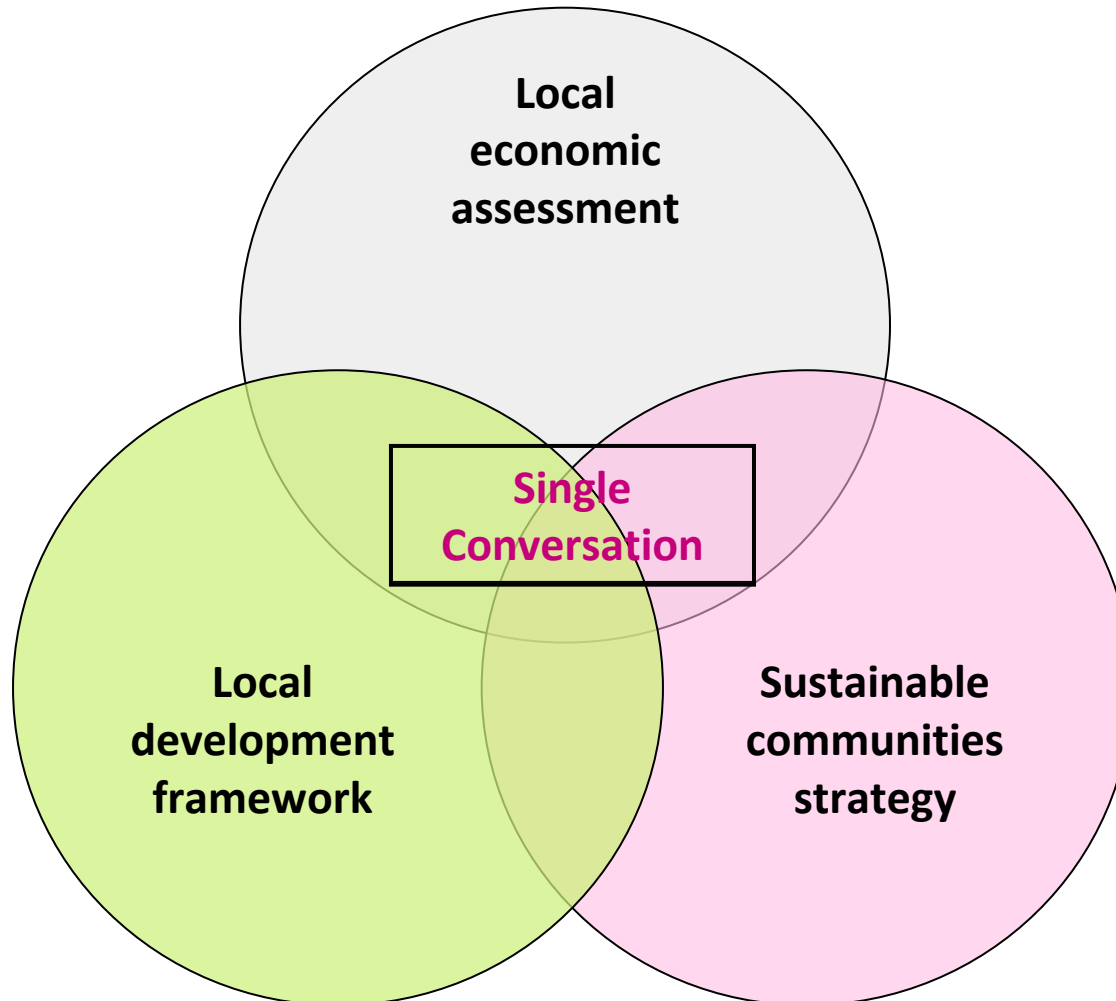 Local
economic
assessment
Single
Conversation
Local
development
framework
Sustainable
communities
strategy